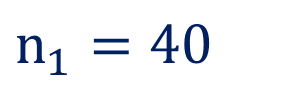 n₁ = 40